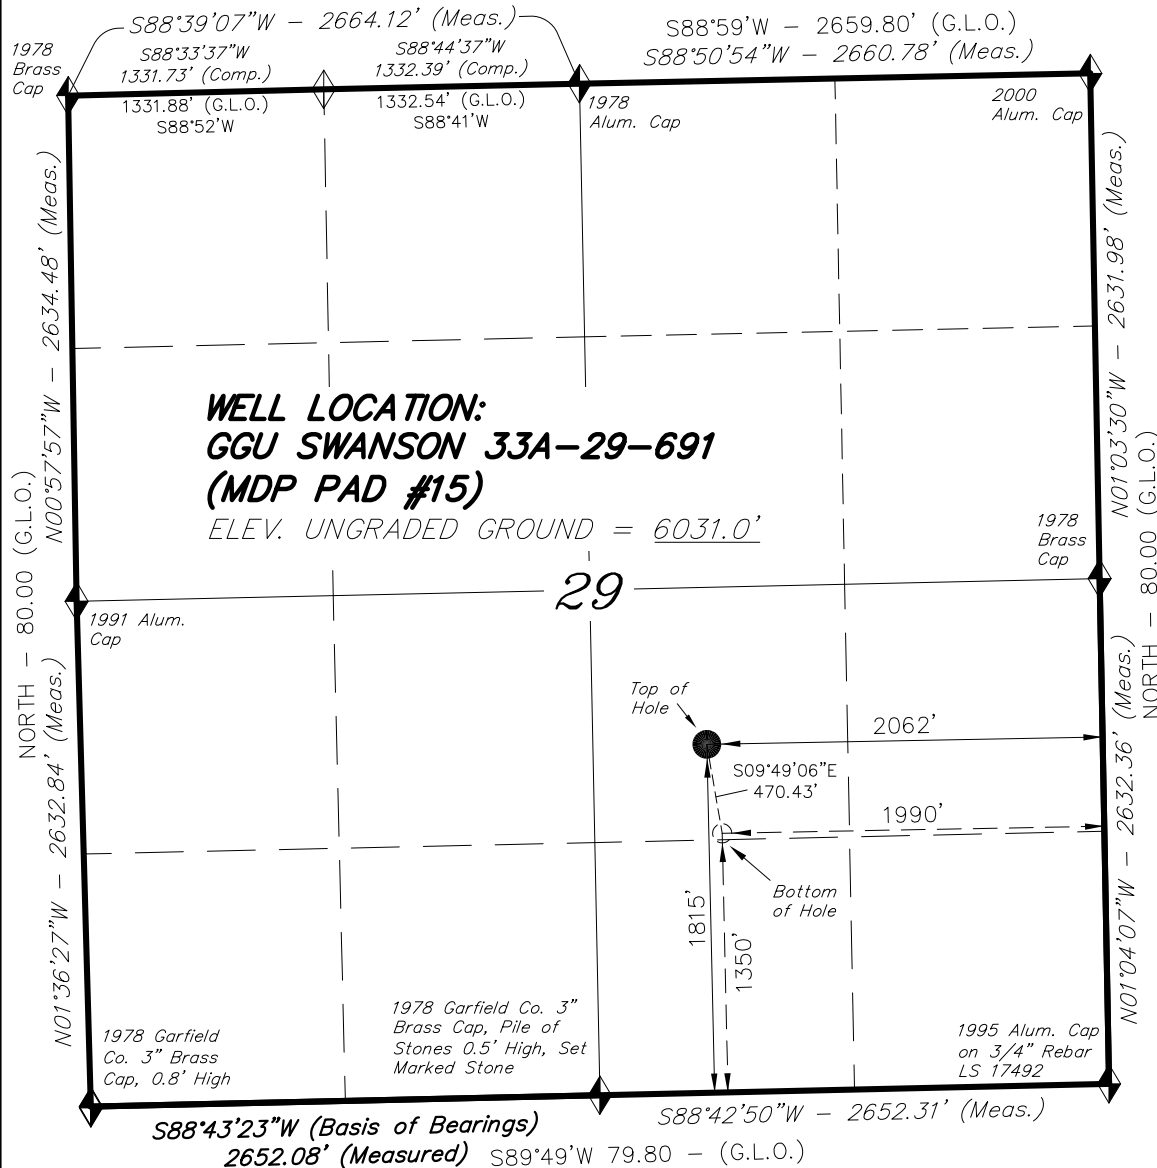 S88°39'07"W - 2664.12' (Meas.)
S88°59'W - 2659.80' (G.L.O.)
S88°50'54"W - 2660.78' (Meas.)
1978
Brass
Cap
S88°33'37"W
1331.73' (Comp.)
S88°44'37"W
1332.39' (Comp.)
1331.88' (G.L.O.)
S88°52'W
1332.54' (G.L.O.)
S88°41'W
1978
Alum. Cap
2000
Alum. Cap
N00°57'57"W - 2634.48' (Meas.)
N01°03'30"W - 2631.98' (Meas.)
WELL LOCATION:
GGU SWANSON 33A-29-691
(MDP PAD #15)
ELEV. UNGRADED GROUND = 6031.0'
NORTH - 80.00 (G.L.O.)
NORTH - 80.00 (G.L.O.)
1978
Brass
Cap
29
1991 Alum.
Cap
Top of
Hole
2062'
S09°49'06"E
470.43'
1990'
Bottom
of Hole
1815'
1350'
N01°36'27"W - 2632.84' (Meas.)
N01°04'07"W - 2632.36' (Meas.)
1978 Garfield
Co. 3" Brass
Cap, 0.8' High
1978 Garfield Co. 3"
Brass Cap, Pile of
Stones 0.5' High, Set
Marked Stone
1995 Alum. Cap
on 3/4" Rebar
LS 17492
S88°43'23"W (Basis of Bearings)
2652.08' (Measured)
S88°42'50"W - 2652.31' (Meas.)
S89°49'W 79.80 - (G.L.O.)